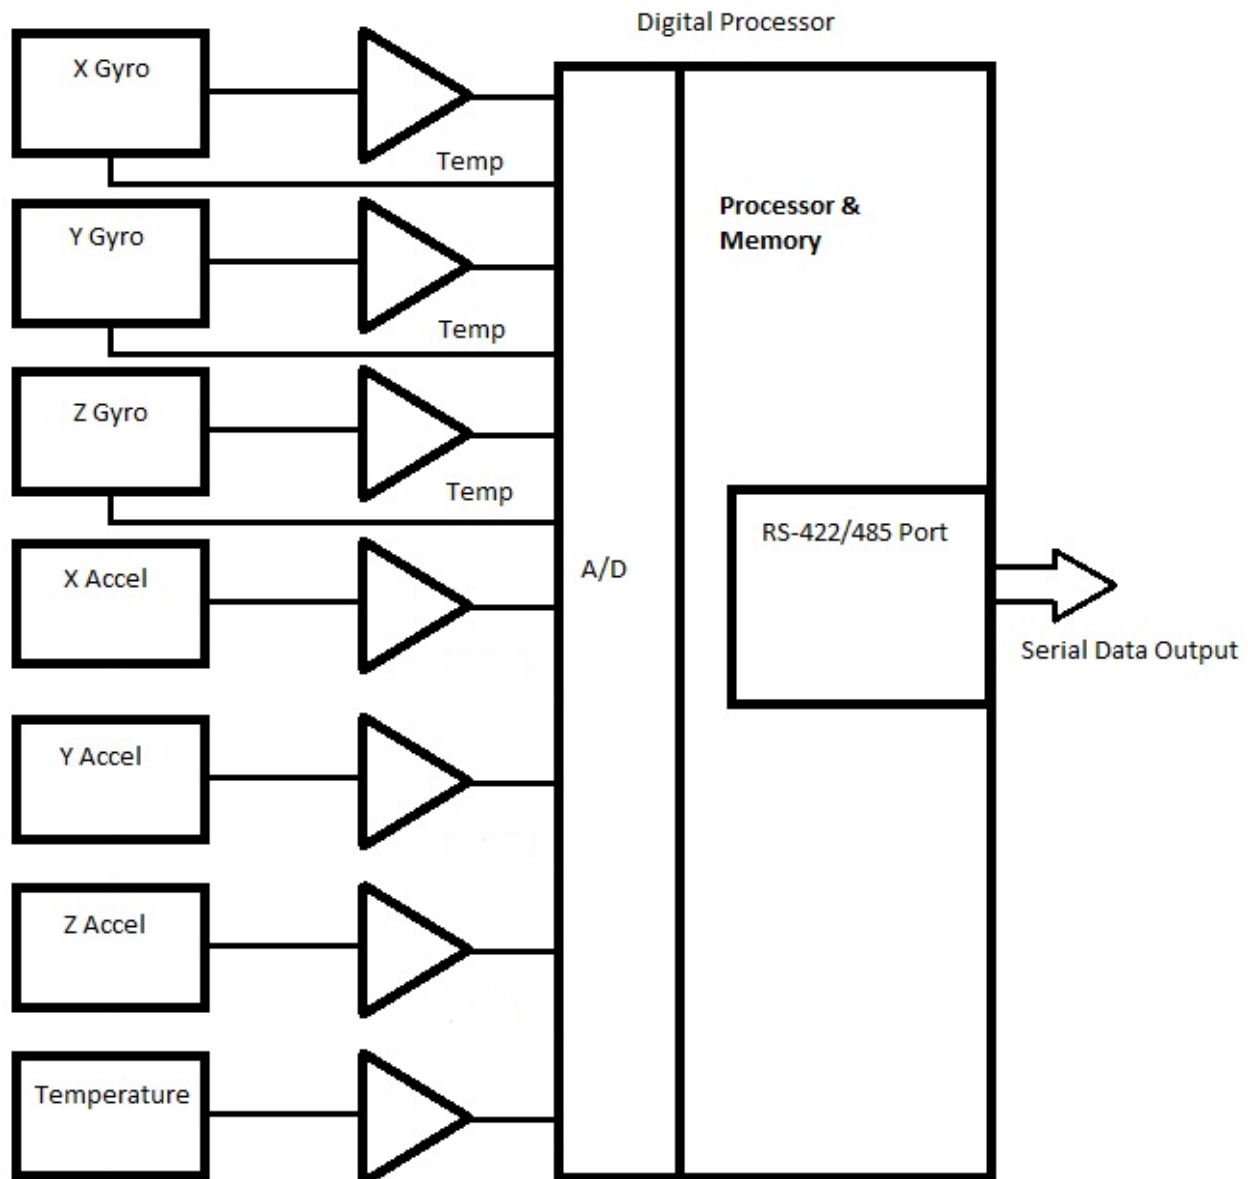 Digital Processor
X Gyro
Temp
Y Gyro
Processor &
Memory
Temp
Z Gyro
Temp
RS-422/485 Port
X Accel
A/D
Serial Data Output
Y Accel
Z Accel
Temperature